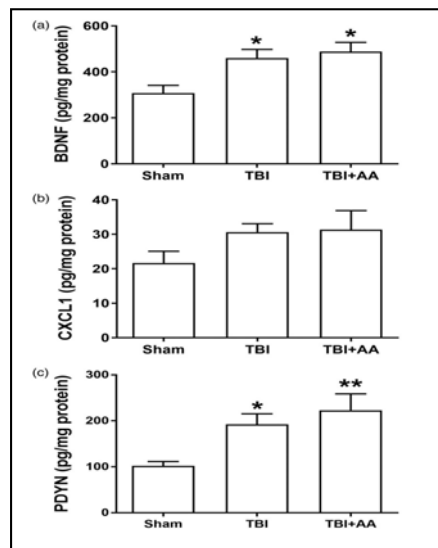 (a)
BDNF (pg/mg protein)
600
400
200
0
*
*
Sham TBI TBI+AA
(b)
CXCL1 (pg/mg protein)
40
30
20
10
0
Sham TBI TBI+AA
(c)
PDYN (pg/mg protein)
300
200
100
0
*
**
Sham TBI TBI+AA